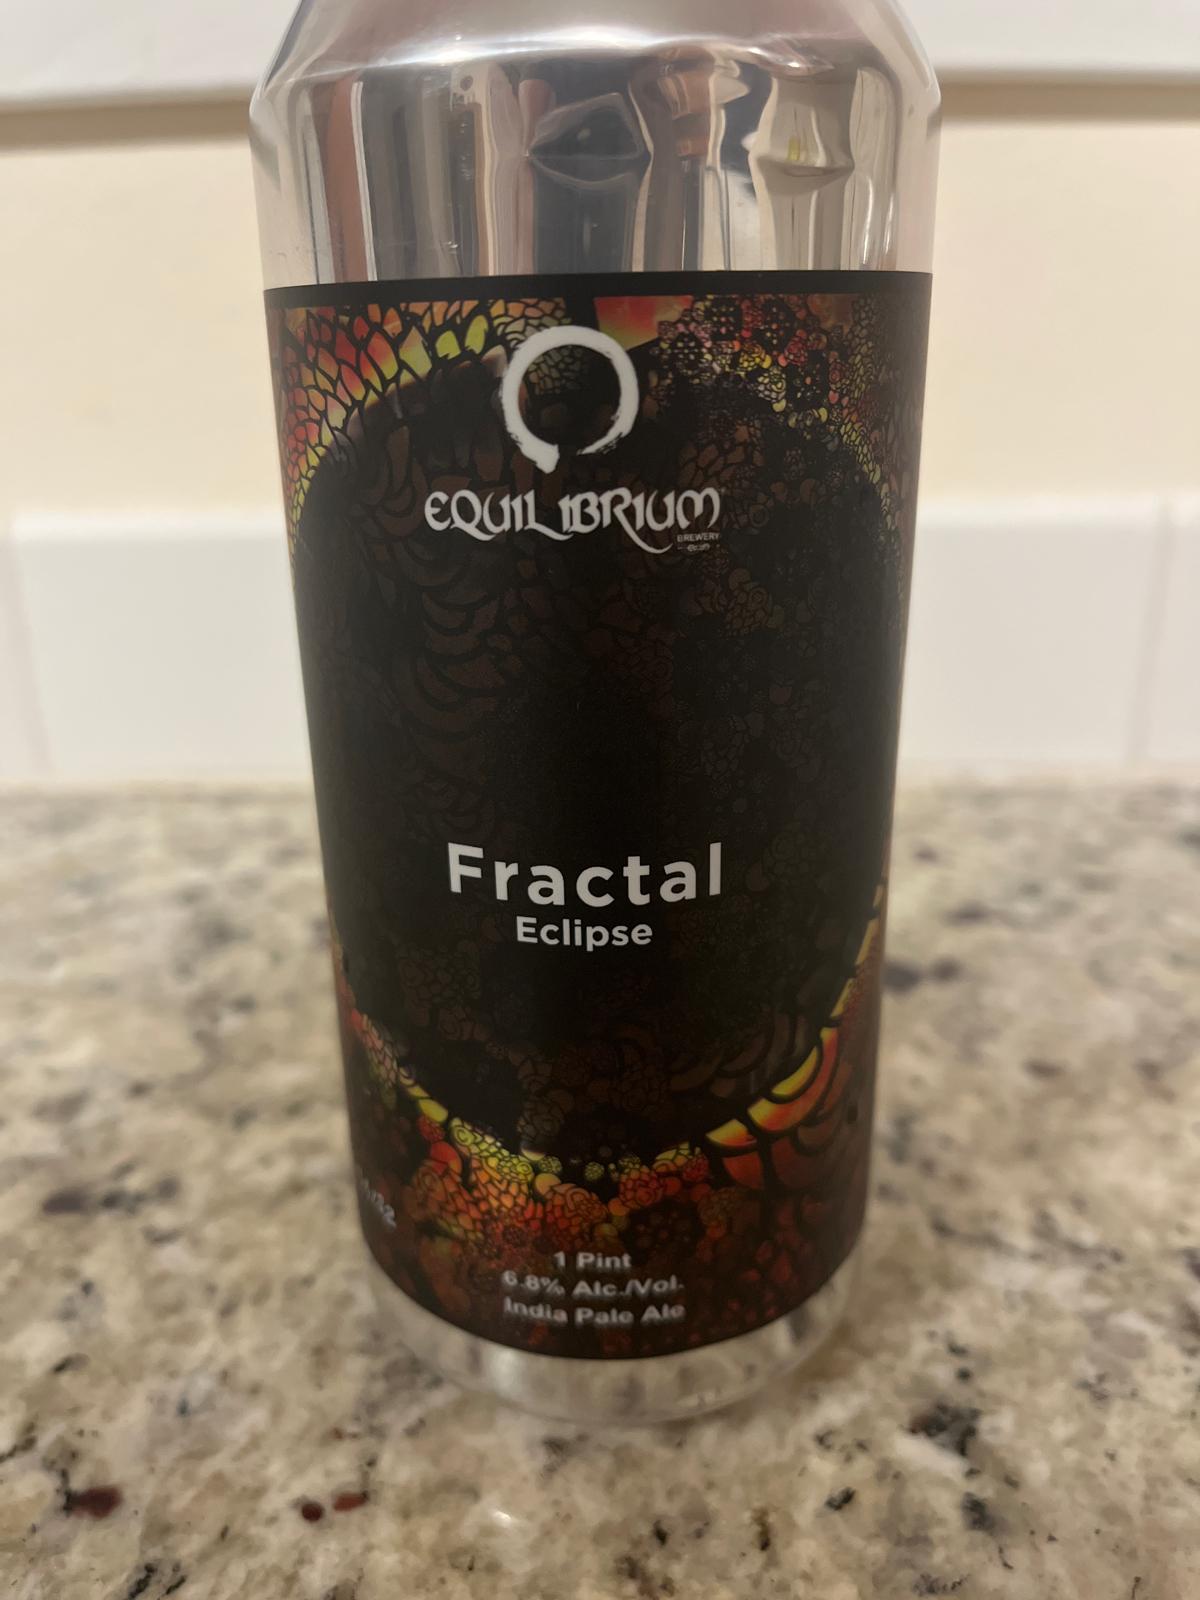 EQUILIBRIUM
BREWERY
Fractal
Eclipse
1 Pint
6.8% Alc./Vol.
India Pale Ale